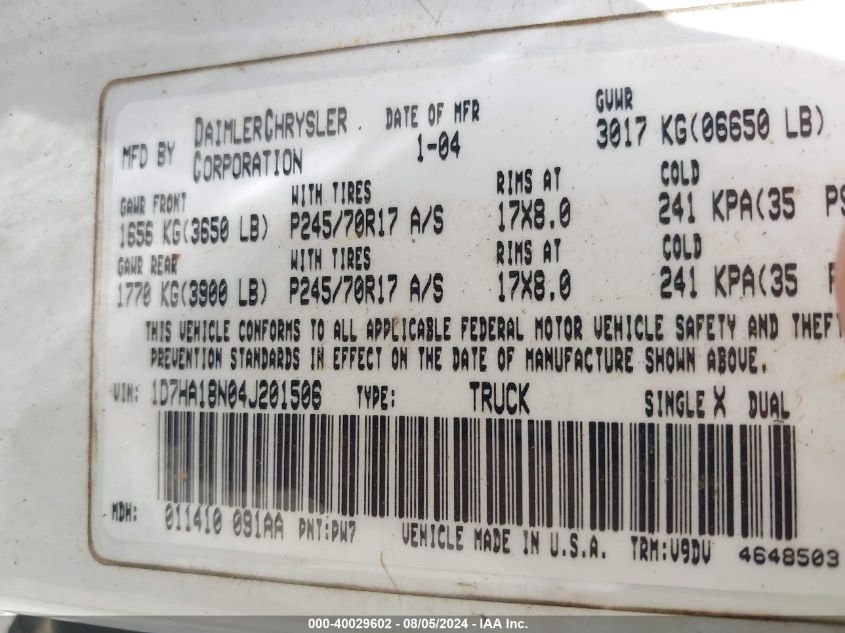 MFD BY DAIMLERCHRYSLER CORPORATION DATE OF MFR 1-04 GVWR 3017 KG(06650 LB)
GAWR FRONT WITH TIRES RIMS AT COLD
1656 KG(3650 LB) P245/70R17 A/S 17X8.0 241 KPA(35
GAWR REAR WITH TIRES RIMS AT COLD
1770 KG(3900 LB) P245/70R17 A/S 17X8.0 241 KPA(35
THIS VEHICLE CONFORMS TO ALL APPLICABLE FEDERAL MOTOR VEHICLE SAFETY AND THEFT
PREVENTION STANDARDS IN EFFECT ON THE DATE OF MANUFACTURE SHOWN ABOVE.
VIN: 1D7HA18N04J201506 TYPE: TRUCK SINGLE X DUAL
MDH: 011410 091AA PNT:PW7 VEHICLE MADE IN U.S.A. TRM:V9DV 4648503
000-40029602 - 08/05/2024 - IAA Inc.